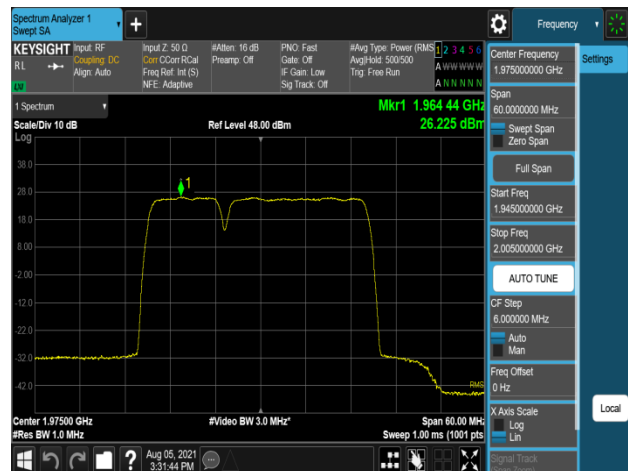 Spectrum Analyzer 1
Swept SA
Frequency
KEYSIGHT
RL
LXI
Input: RF
Coupling: DC
Align: Auto
Input Z: 50 Ω
Corr CCorr RCal
Freq Ref: Int (S)
NFE: Adaptive
#Atten: 16 dB
Preamp: Off
PNO: Fast
Gate: Off
IF Gain: Low
Sig Track: Off
#Avg Type: Power (RMS
Avg|Hold: 500/500
Trig: Free Run
1 2 3 4 5 6
A W W W W W
A N N N N N
1 Spectrum
Scale/Div 10 dB
Log
Ref Level 48.00 dBm
Mkr1 1.964 44 GHz
26.225 dBm
38.0
28.0
18.0
8.00
-2.00
-12.0
-22.0
-32.0
-42.0
1
RMS
Center 1.97500 GHz
#Res BW 1.0 MHz
#Video BW 3.0 MHz*
Span 60.00 MHz
Sweep 1.00 ms (1001 pts
Aug 05, 2021
3:31:44 PM
Center Frequency
1.975000000 GHz
Span
60.0000000 MHz
Swept Span
Zero Span
Full Span
Start Freq
1.945000000 GHz
Stop Freq
2.005000000 GHz
AUTO TUNE
CF Step
6.000000 MHz
Auto
Man
Freq Offset
0 Hz
X Axis Scale
Log
Lin
Signal Track
Settings
Local